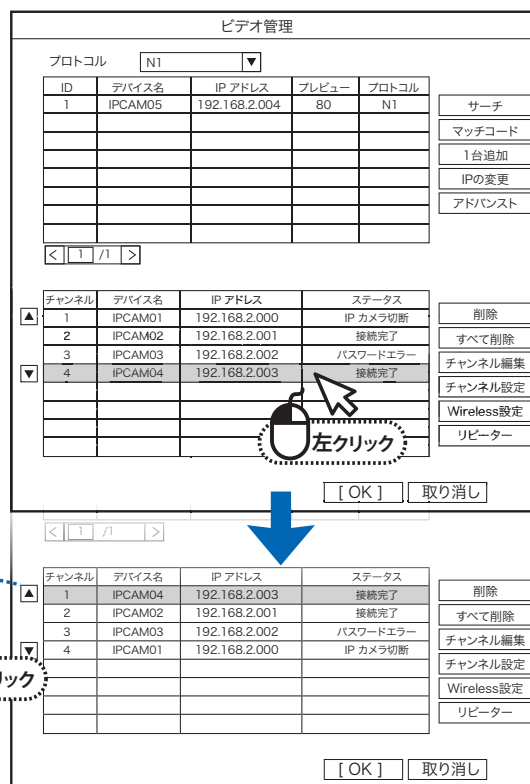 ビデオ管理
プロトコル N1 ▼
ID デバイス名 IP アドレス プレビュー プロトコル
1 IPCAM05 192.168.2.004 80 N1
サーチ
マッチコード
1台追加
IPの変更
アドバンスト
< 1 /1 >
チャンネル デバイス名 IP アドレス ステータス
▲ 1 IPCAM01 192.168.2.000 IP カメラ切断
2 IPCAM02 192.168.2.001 接続完了
3 IPCAM03 192.168.2.002 パスワードエラー
▼ 4 IPCAM04 192.168.2.003 接続完了
削除
すべて削除
チャンネル編集
チャンネル設定
Wireless設定
リピーター
左クリック
[ OK ] 取り消し
< 1 /1 >
チャンネル デバイス名 IP アドレス ステータス
▲ 1 IPCAM04 192.168.2.003 接続完了
2 IPCAM02 192.168.2.001 接続完了
3 IPCAM03 192.168.2.002 パスワードエラー
▼ 4 IPCAM01 192.168.2.000 IP カメラ切断
削除
すべて削除
チャンネル編集
チャンネル設定
Wireless設定
リピーター
リック
[ OK ] 取り消し